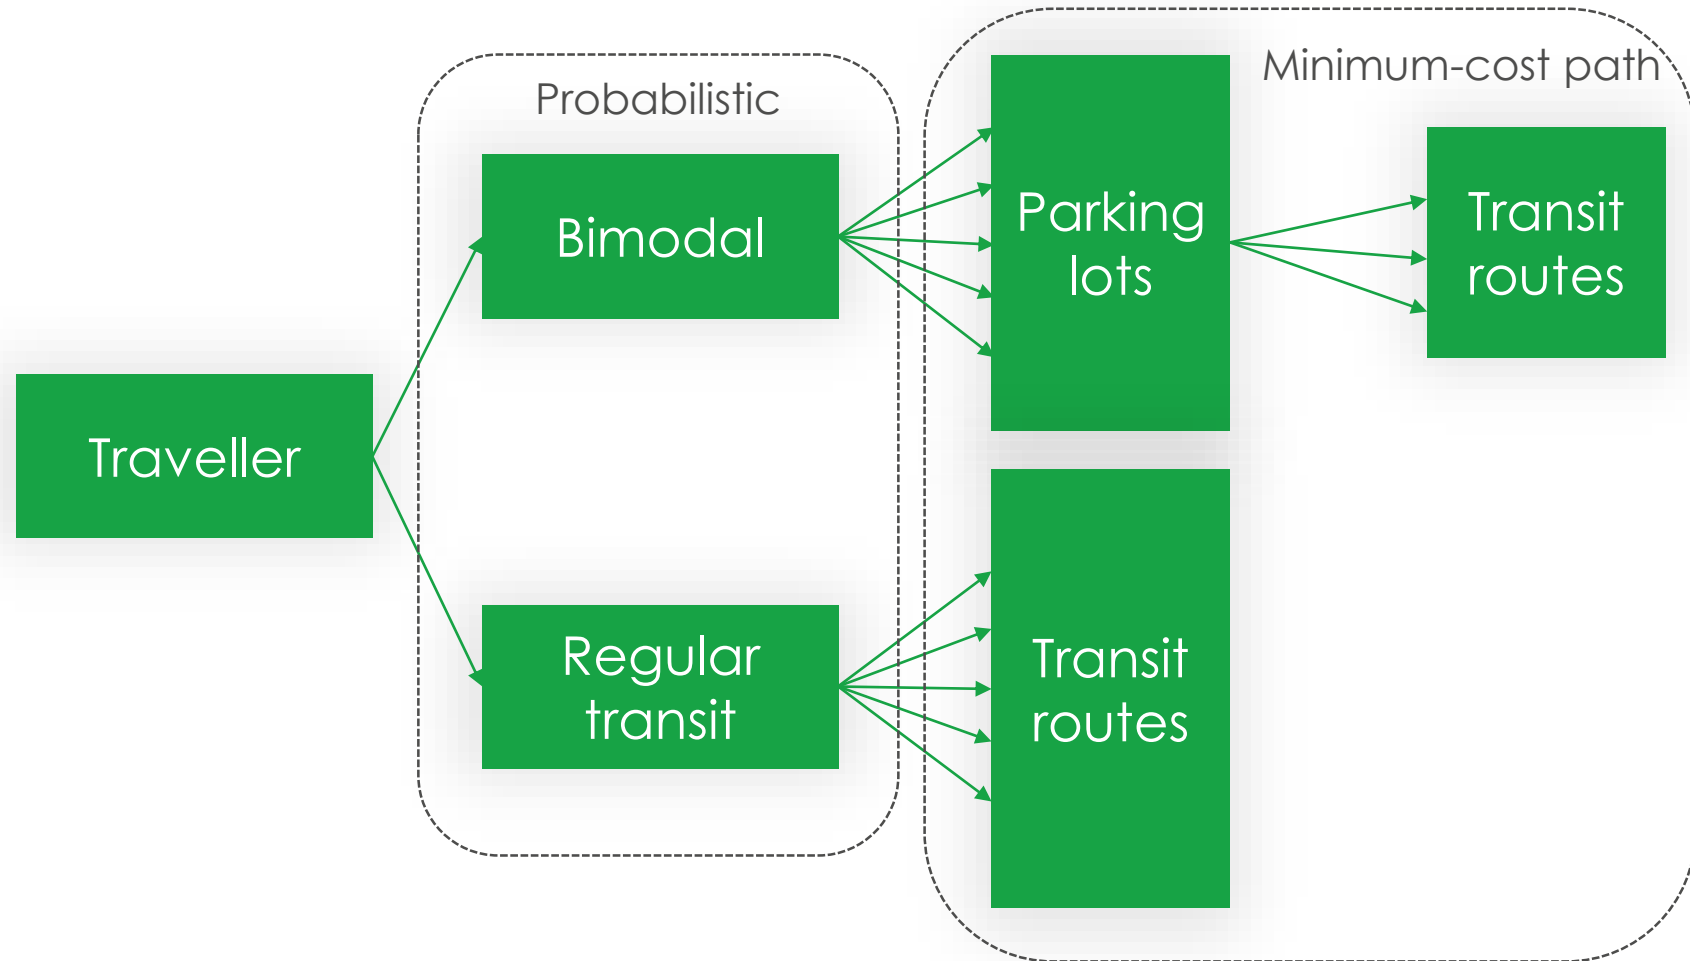 Probabilistic
Minimum-cost path
Traveller
Bimodal
Parking
lots
Transit
routes
Regular
transit
Transit
routes